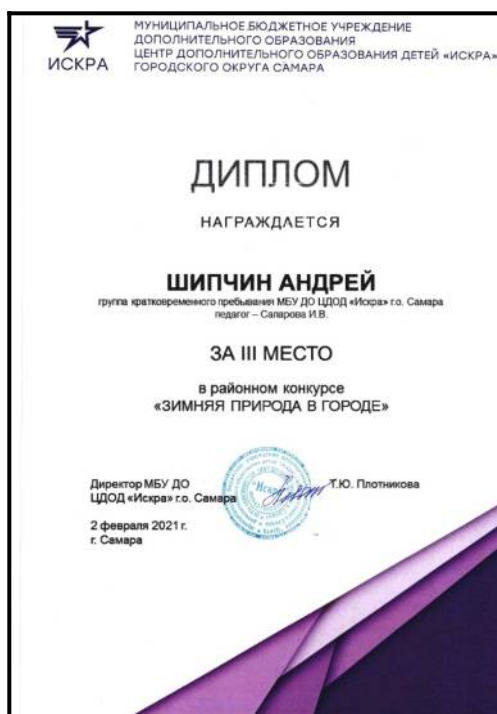 ИСКРА
МУНИЦИПАЛЬНОЕ БЮДЖЕТНОЕ УЧРЕЖДЕНИЕ
ДОПОЛНИТЕЛЬНОГО ОБРАЗОВАНИЯ
ЦЕНТР ДОПОЛНИТЕЛЬНОГО ОБРАЗОВАНИЯ ДЕТЕЙ «ИСКРА»
ГОРОДСКОГО ОКРУГА САМАРА
ДИПЛОМ
НАГРАЖДАЕТСЯ
ШИПЧИН АНДРЕЙ
группа кратковременного пребывания МБУ ДО ЦДОД «Искра» г.о. Самара
педагог – Сапарова И.В.
ЗА III МЕСТО
в районном конкурсе
«ЗИМНЯЯ ПРИРОДА В ГОРОДЕ»
Директор МБУ ДО
ЦДОД «Искра» г.о. Самара
Т.Ю. Плотникова
"Искра"
2 февраля 2021 г.
г. Самара